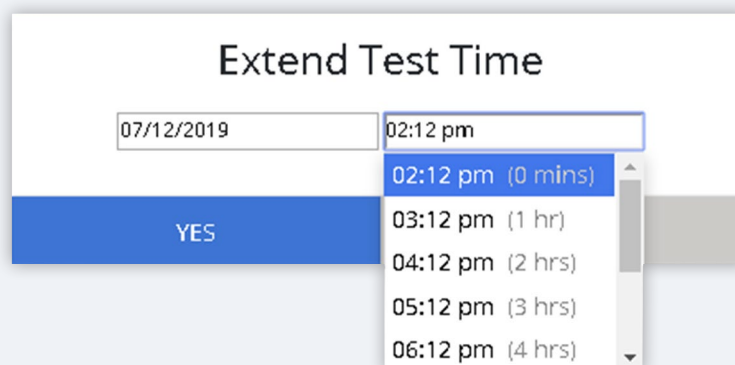 Extend Test Time
07/12/2019 02:12 pm
02:12 pm (0 mins)
03:12 pm (1 hr)
YES
04:12 pm (2 hrs)
05:12 pm (3 hrs)
06:12 pm (4 hrs)